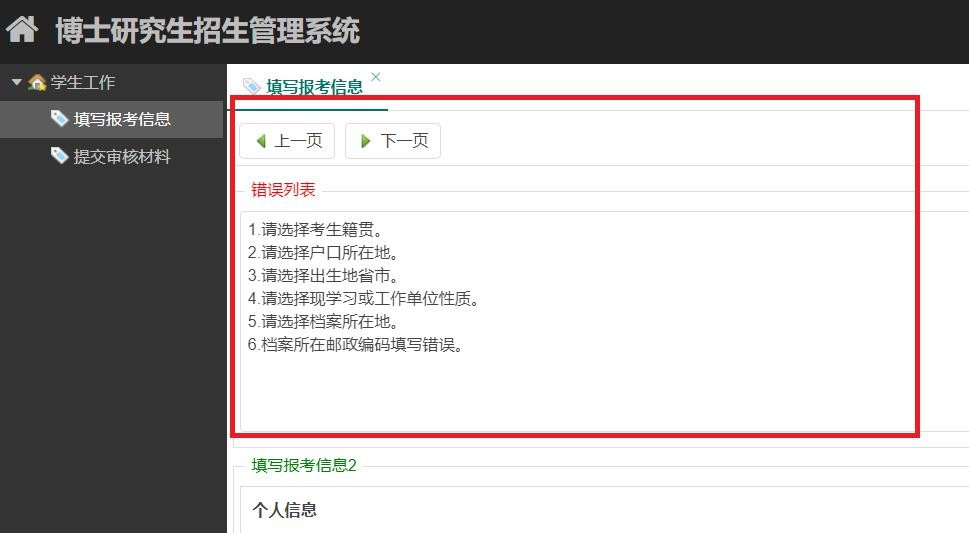 博士研究生招生管理系统
学生工作
填写报考信息
提交审核材料
填写报考信息
上一页
下一页
错误列表
1.请选择考生籍贯。
2.请选择户口所在地。
3.请选择出生地省市。
4.请选择现学习或工作单位性质。
5.请选择档案所在地。
6.档案所在邮政编码填写错误。
填写报考信息2
个人信息